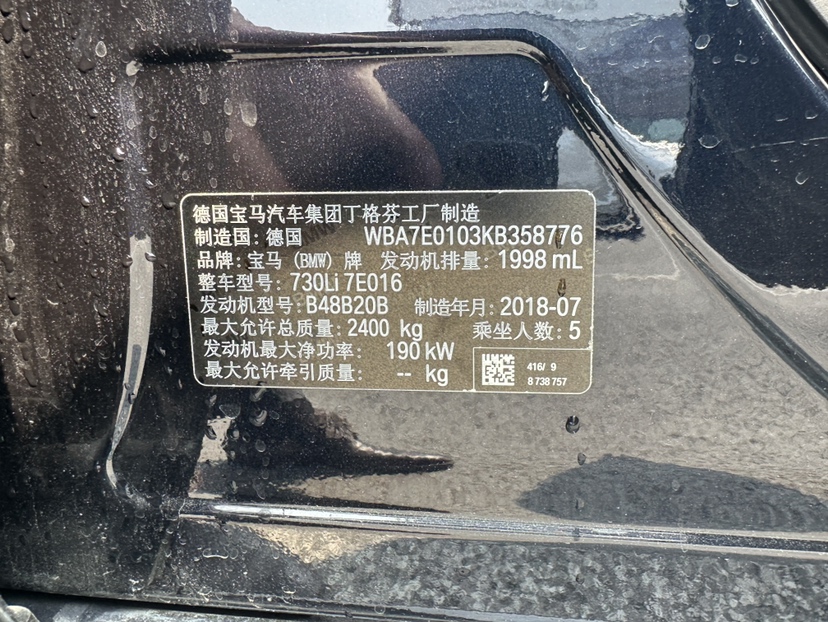 德国宝马汽车集团丁格芬工厂制造
制造国：德国 WBA7E0103KB358776
品牌：宝马 (BMW) 牌 发动机排量：1998 mL
整车型号：730Li 7E016
发动机型号：B48B20B 制造年月：2018-07
最大允许总质量：2400 kg 乘坐人数：5
发动机最大净功率： 190 kW
最大允许牵引质量： -- kg
416/ 9
8 738 757